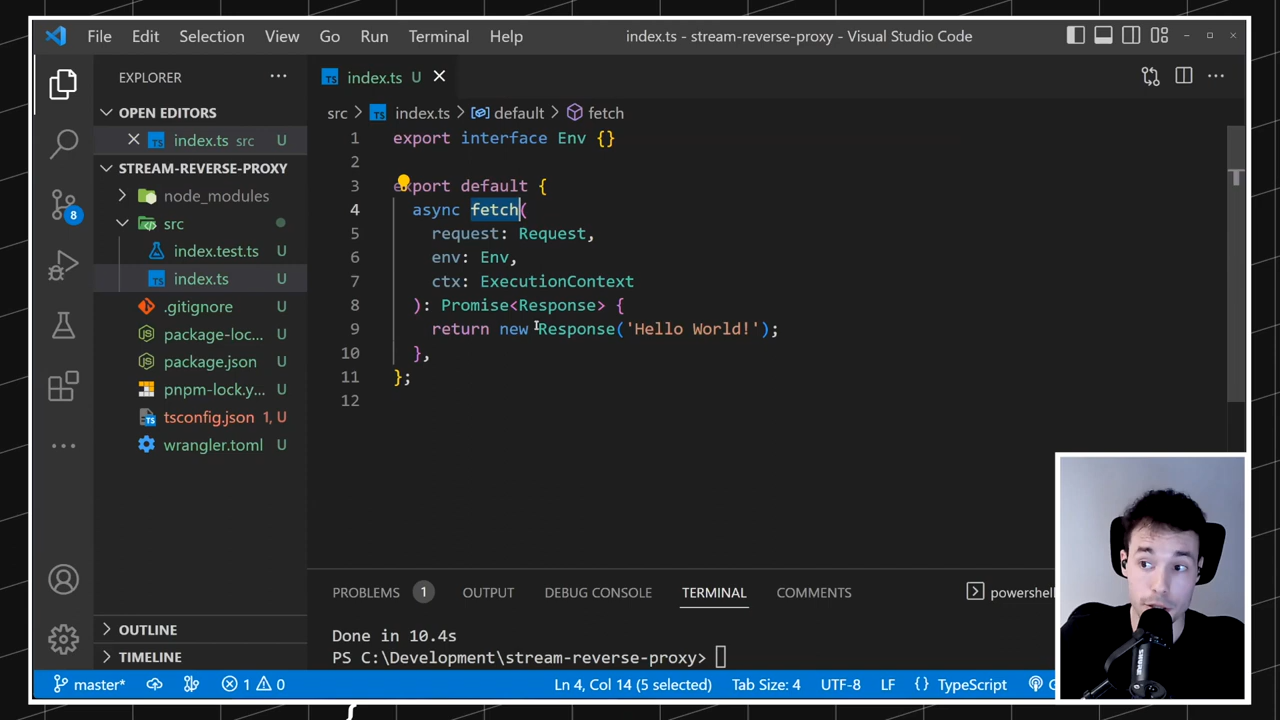 File Edit Selection View Go Run Terminal Help index.ts - stream-reverse-proxy - Visual Studio Code
EXPLORER
OPEN EDITORS
index.ts src U
STREAM-REVERSE-PROXY
node_modules
src
index.test.ts U
index.ts U
.gitignore U
package-loc... U
package.json U
pnpm-lock.y... U
tsconfig.json 1, U
wrangler.toml U
OUTLINE
TIMELINE
8
TS index.ts U
src > TS index.ts > default > fetch
1 export interface Env {}
2
3 export default {
4 async fetch(
5 request: Request,
6 env: Env,
7 ctx: ExecutionContext
8 ): Promise<Response> {
9 return new Response('Hello World!');
10 },
11 };
12
PROBLEMS 1 OUTPUT DEBUG CONSOLE TERMINAL COMMENTS powershell
Done in 10.4s
PS C:\Development\stream-reverse-proxy>
master* 1 0 Ln 4, Col 14 (5 selected) Tab Size: 4 UTF-8 LF {} TypeScript